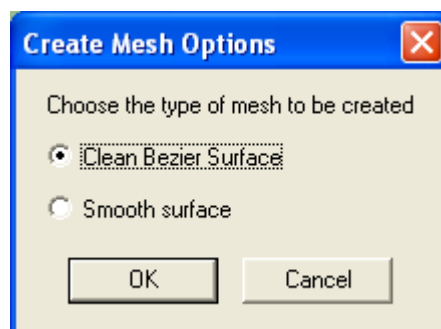 Create Mesh Options
Choose the type of mesh to be created
Clean Bezier Surface
Smooth surface
OK
Cancel